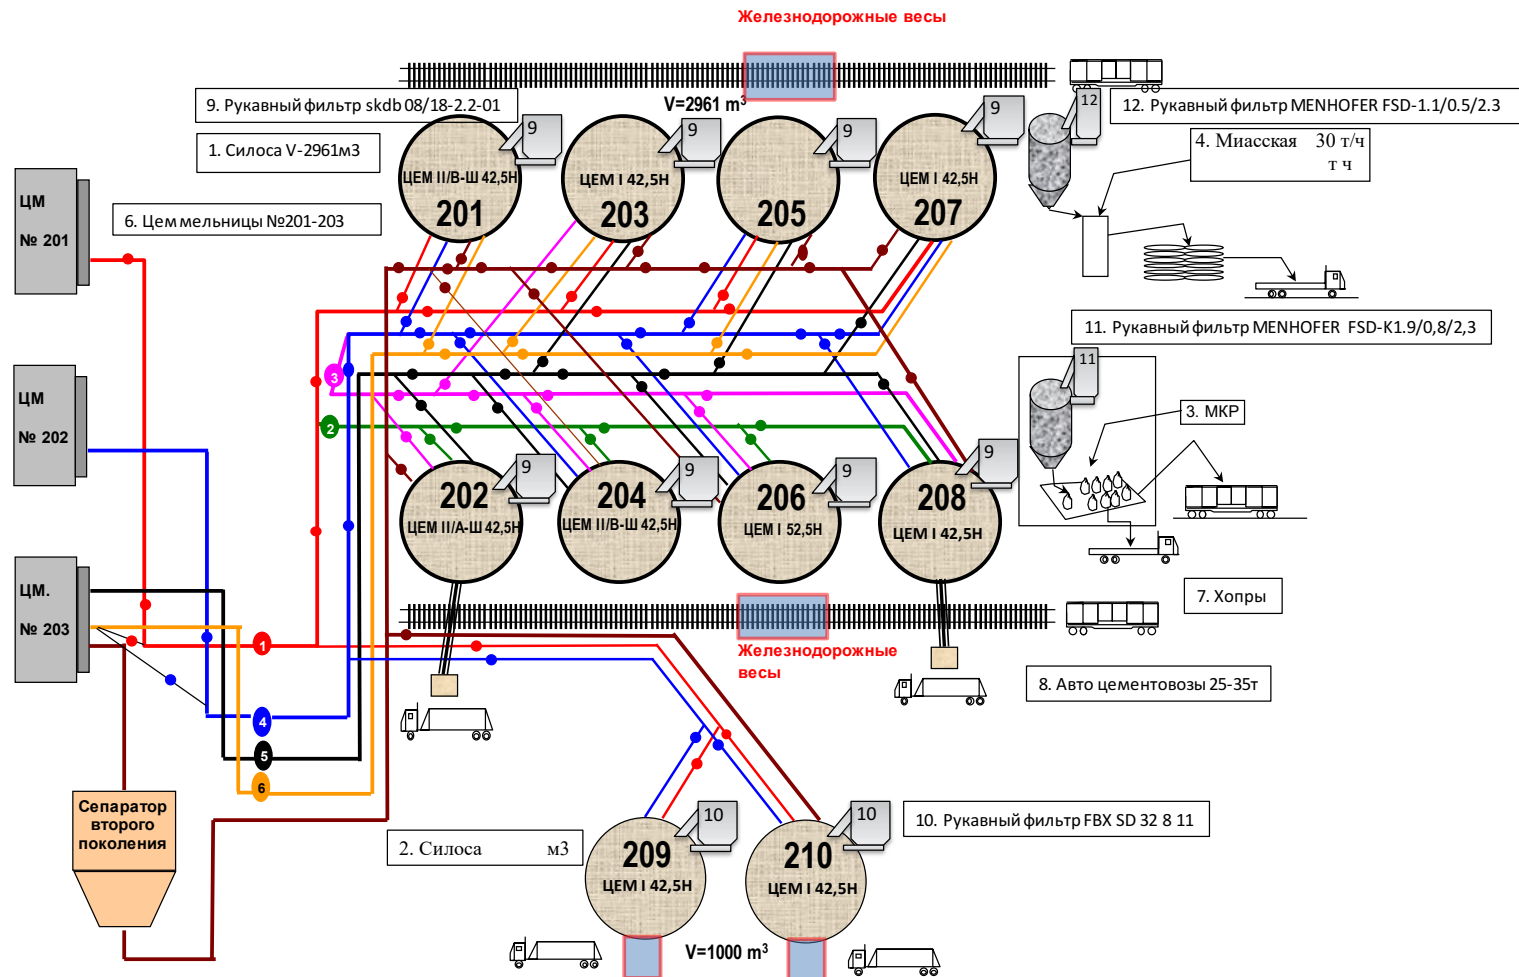 Железнодорожные весы
9. Рукавный фильтр skdb 08/18-2.2-01
V=2961 m³
12. Рукавный фильтр MENHOFER FSD-1.1/0.5/2.3
1. Силоса V-2961м3
4. Миасская 30 т/ч
т ч
9
9
9
9
12
ЦЕМ II/В-Ш 42,5Н
201
ЦЕМ I 42,5Н
203
205
ЦЕМ I 42,5Н
207
ЦМ
№ 201
6. Цем мельницы №201-203
11. Рукавный фильтр MENHOFER FSD-K1.9/0,8/2,3
11
3
3. МКР
ЦМ
№ 202
2
9
9
9
9
202
ЦЕМ II/А-Ш 42,5Н
204
ЦЕМ II/В-Ш 42,5Н
206
ЦЕМ I 52,5Н
208
ЦЕМ I 42,5Н
ЦМ.
№ 203
7. Хопры
1
Железнодорожные
весы
8. Авто цементовозы 25-35т
4
5
6
Сепаратор
второго
поколения
10
10
10. Рукавный фильтр FBX SD 32 8 11
2. Силоса м3
209
ЦЕМ I 42,5Н
210
ЦЕМ I 42,5Н
V=1000 m³